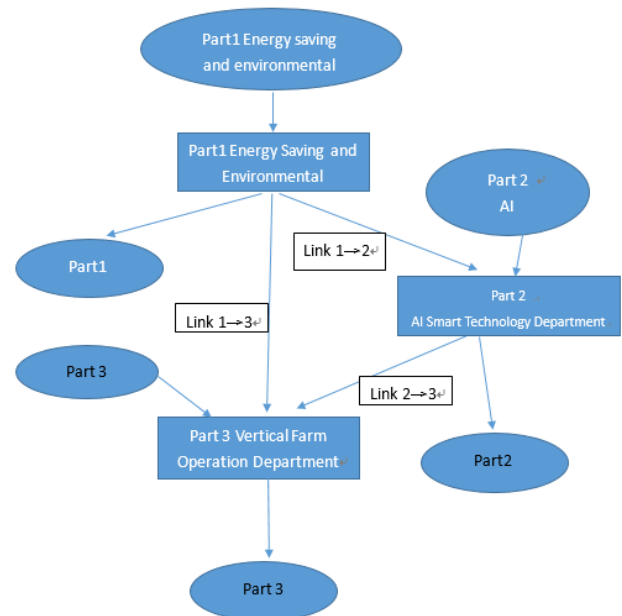 Part1 Energy saving
and environmental
Part1 Energy Saving and
Environmental
Part 2
AI
Link 1→2
Part1
Part 2
AI Smart Technology Department
Link 1→3
Part 3
Link 2→3
Part 3 Vertical Farm
Operation Department
Part2
Part 3